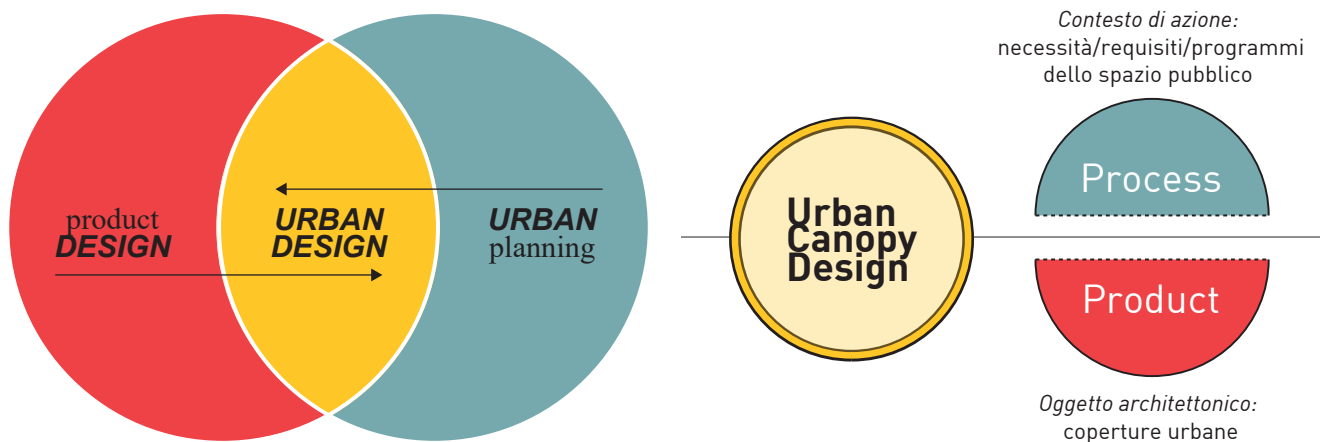 product
DESIGN
URBAN
DESIGN
URBAN
planning
Urban
Canopy
Design
Contesto di azione:
necessità/requisiti/programmi
dello spazio pubblico
Process
Product
Oggetto architettonico:
coperture urbane